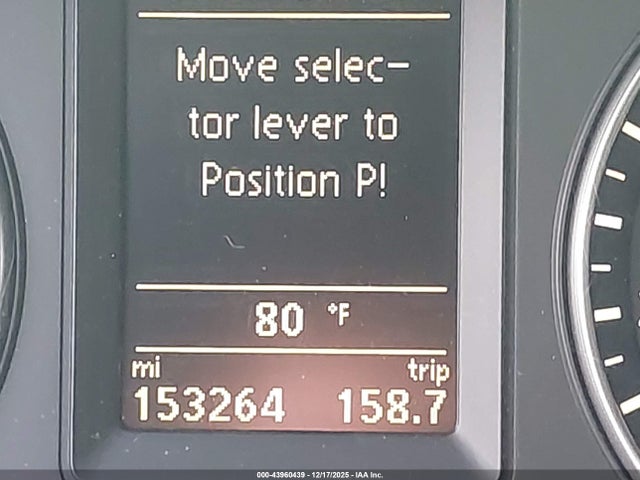 Move selec-
tor lever to
Position P!
80 °F
mi trip
153264 158.7
000-43960439 - 12/17/2025 - IAA Inc.